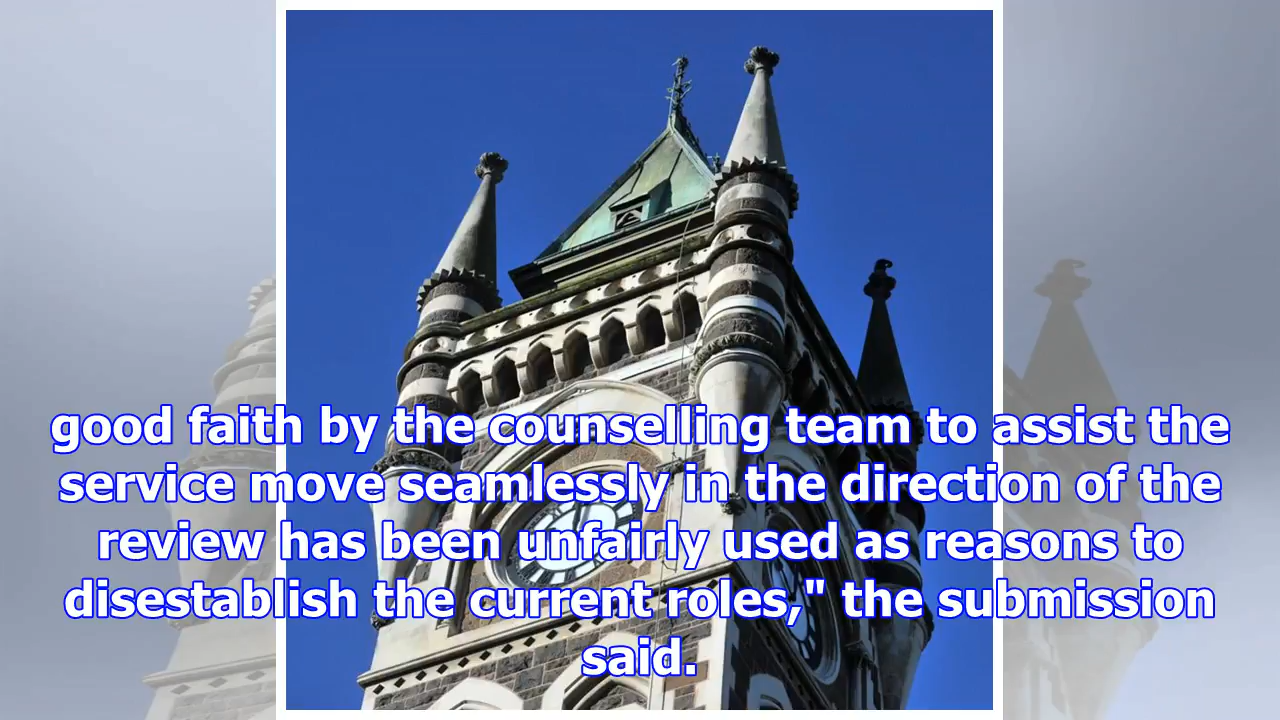 good faith by the counselling team to assist the
service move seamlessly in the direction of the
review has been unfairly used as reasons to
disestablish the current roles," the submission
said.